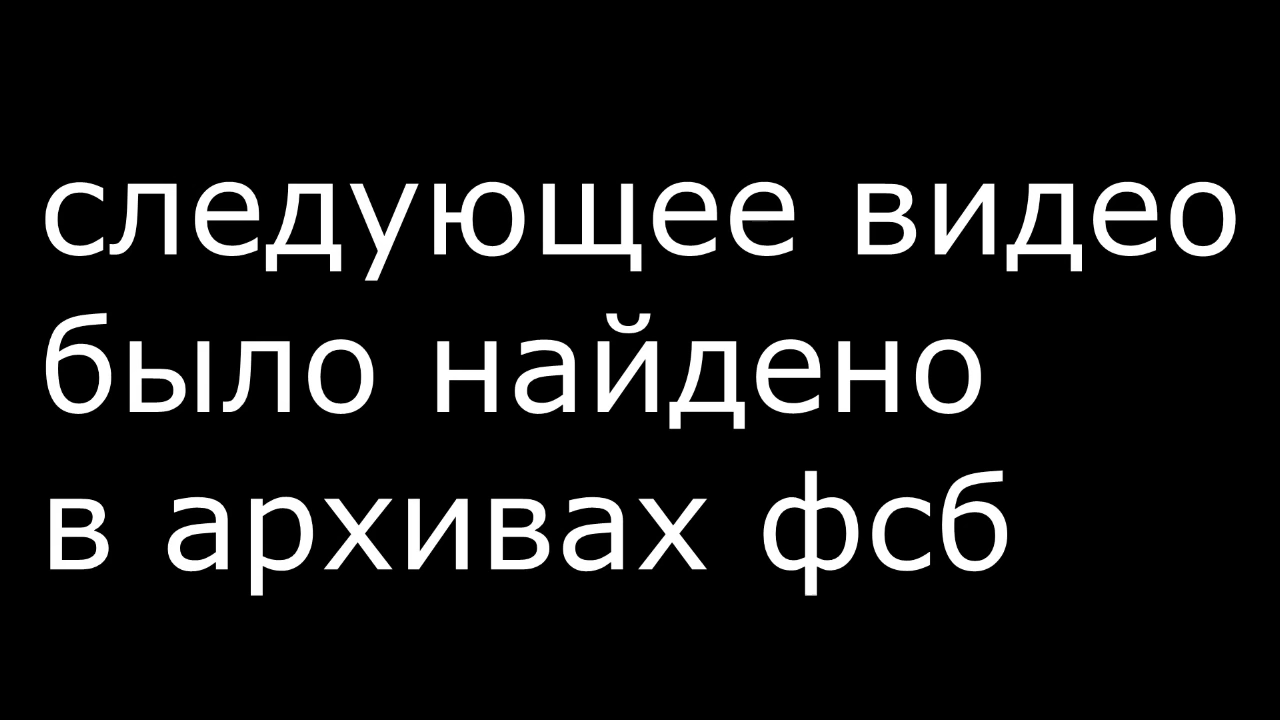 следующее видео
было найдено
в архивах фсб